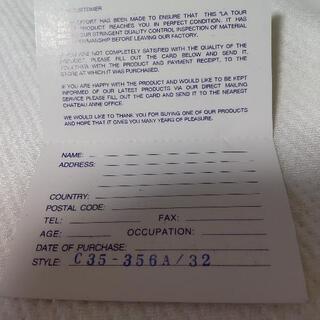 CUSTOMER
EFFORT HAS BEEN MADE TO ENSURE THAT THIS "LA TOUR
PRODUCT REACHES YOU IN PERFECT CONDITION. IT HAS
OUR STRINGENT QUALITY CONTROL INSPECTION OF MATERIAL
BEFORE LEAVING OUR FACTORY.
ARE NOT COMPLETELY SATISFIED WITH THE QUALITY OF THE
PLEASE FILL OUT THE CARD BELOW AND SEND IT,
WITH THE PRODUCT AND PAYMENT RECEIPT, TO THE
STORE AT WHICH IT WAS PURCHASED.
IF YOU ARE HAPPY WITH THE PRODUCT AND WOULD LIKE TO BE KEPT
INFORMED OF OUR LATEST PRODUCTS VIA OUR DIRECT MAILING
SERVICE PLEASE FILL OUT THE CARD AND SEND IT TO THE NEAREST
CHATEAU ANNE OFFICE.
WE WOULD LIKE TO THANK YOU FOR BUYING ONE OF OUR PRODUCTS
AND HOPE THAT IT GIVES YOU MANY YEARS OF PLEASURE.
NAME:
ADDRESS:
COUNTRY:
POSTAL CODE:
TEL: FAX:
AGE: OCCUPATION:
DATE OF PURCHASE:
STYLE: C35-356A/32